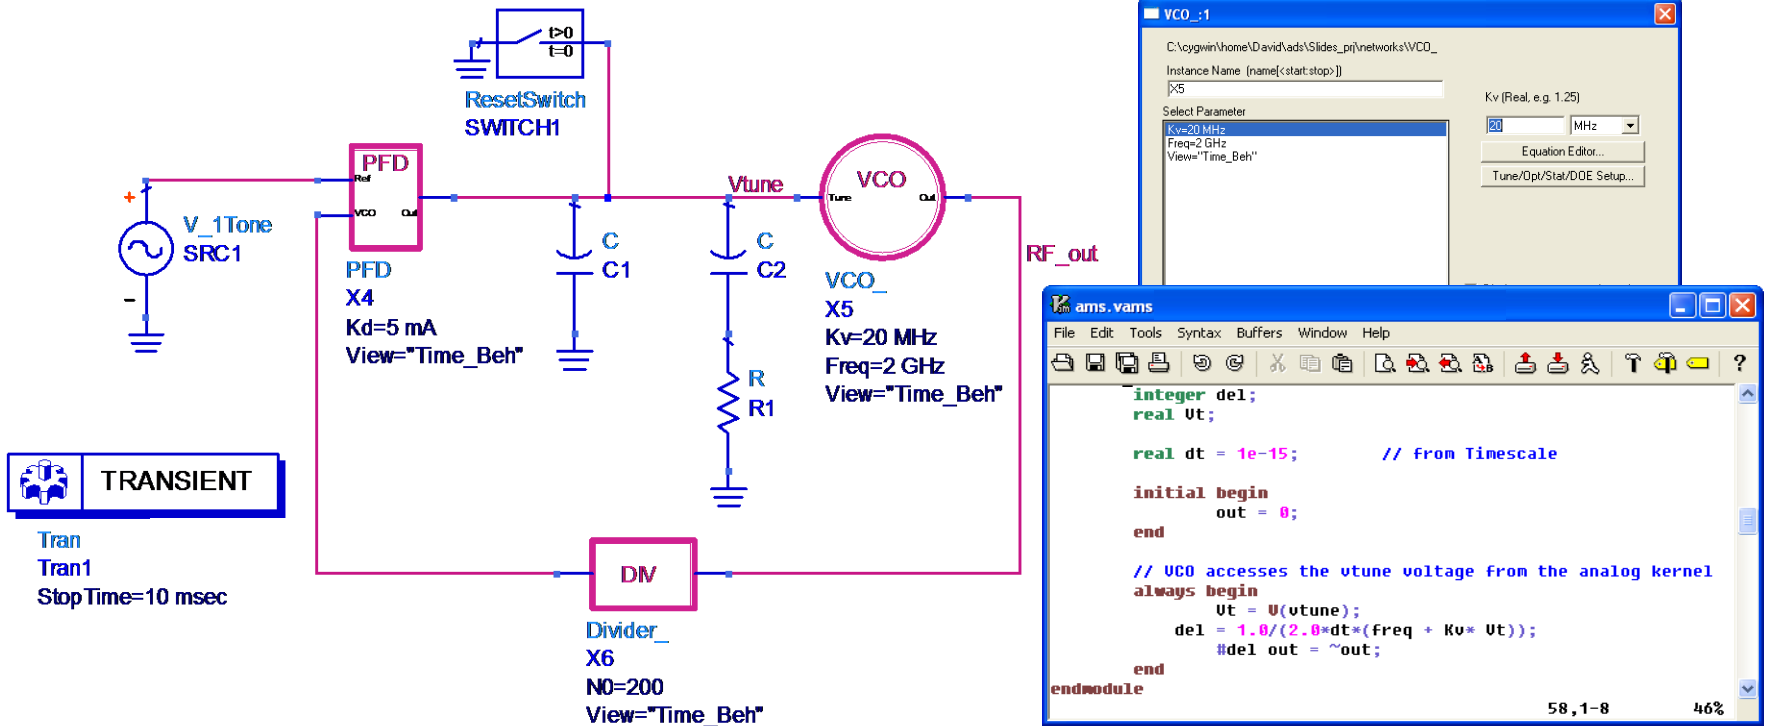 t>0
t=0
ResetSwitch
SWITCH1
PFD
Ref
VCO
Out
+
V_1Tone
SRC1
-
PFD
X4
Kd=5 mA
View="Time_Beh"
C
C1
C
C2
R
R1
Vtune
VCO
Tune
Out
VCO_
X5
Kv=20 MHz
Freq=2 GHz
View="Time_Beh"
RF_out
TRANSIENT
Tran
Tran1
StopTime=10 msec
DIV
Divider_
X6
N0=200
View="Time_Beh"
VCO_:1
C:\cygwin\home\David\ads\Slides_prj\networks\VCO_
Instance Name (name[<start:stop>])
X5
Select Parameter
Kv=20 MHz
Freq=2 GHz
View="Time_Beh"
Kv (Real, e.g. 1.25)
20 MHz
Equation Editor...
Tune/Opt/Stat/DOE Setup...
ams.vams
File Edit Tools Syntax Buffers Window Help
integer del;
real Vt;
real dt = 1e-15; // from Timescale
initial begin
out = 0;
end
// VCO accesses the vtune voltage from the analog kernel
always begin
Vt = V(vtune);
del = 1.0/(2.0*dt*(freq + Kv* Vt));
#del out = ~out;
end
endmodule
58,1-8 46%